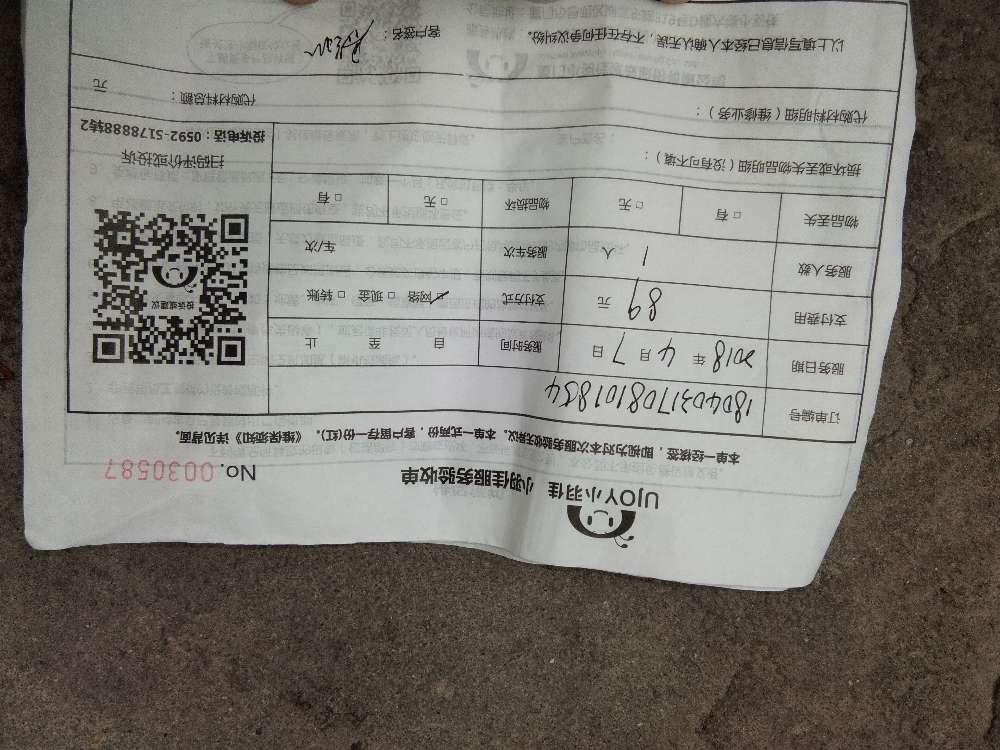 UJOY小羽佳 小羽佳服务验收单 No. 0030587
本单一经签发,即视为对本次服务验收无异议。本单一式两份,客户留存一份(红)。《维保须知》详见背面。
订单编号 180403170810 1834
服务日期 2018 年 4 月 7 日 服务时间 自 至 止
支付费用 89 元 支付方式 ☑ 网络 □ 现金 □ 转账
服务人数 1 人 服务车次 车/次
物品丢失 □ 有 □ 无 物品损坏 □ 无 □ 有
投诉或建议
扫码评价或投诉
投诉电话:0592-5178888转2
损坏或丢失物品明细(没有可不填):
代购材料明细(维修业务): 代购材料总额: 元
以上填写信息已经本人确认无误,不存在任何争议纠纷。 客户签名: